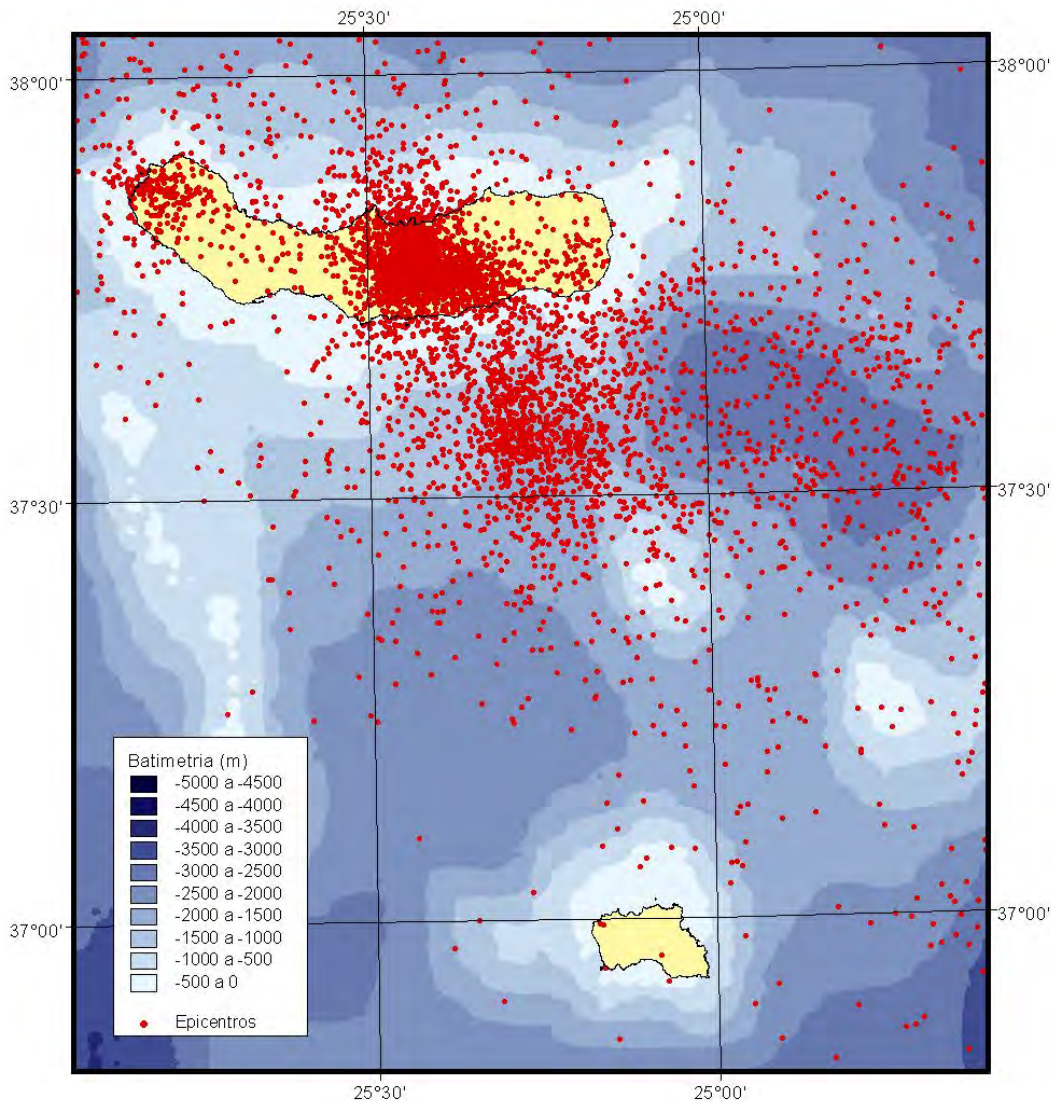 25°30' 25°00'
38°00' 38°00'
37°30' 37°30'
Batimetria (m)
-5000 a -4500
-4500 a -4000
-4000 a -3500
-3500 a -3000
-3000 a -2500
-2500 a -2000
-2000 a -1500
-1500 a -1000
-1000 a -500
-500 a 0
Epicentros
37°00' 37°00'
25°30' 25°00'